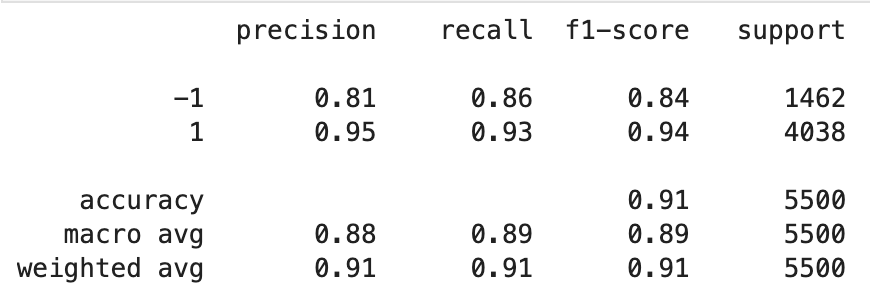 precision recall f1-score support
-1 0.81 0.86 0.84 1462
1 0.95 0.93 0.94 4038
accuracy 0.91 5500
macro avg 0.88 0.89 0.89 5500
weighted avg 0.91 0.91 0.91 5500